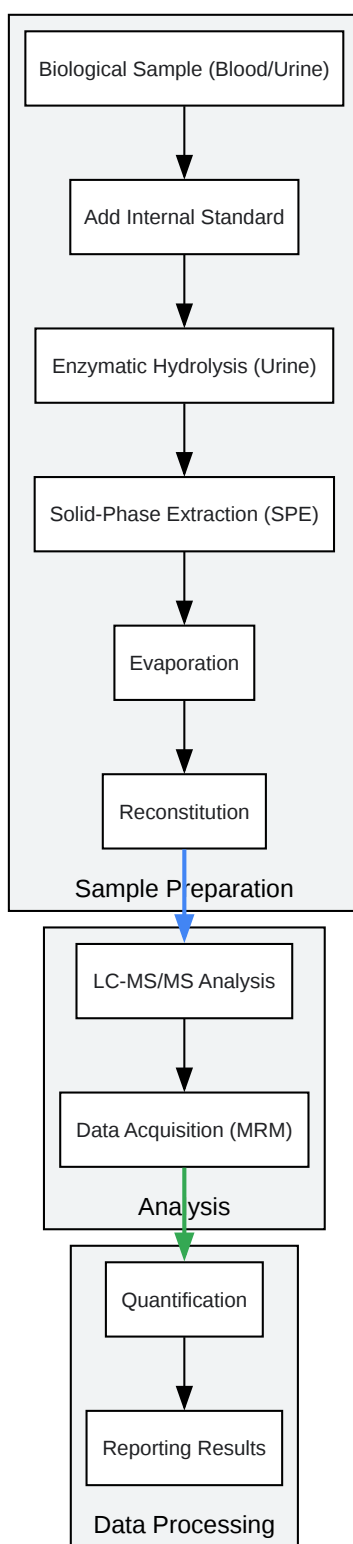 Biological Sample (Blood/Urine)
Add Internal Standard
Enzymatic Hydrolysis (Urine)
Solid-Phase Extraction (SPE)
Evaporation
Reconstitution
Sample Preparation
LC-MS/MS Analysis
Data Acquisition (MRM)
Analysis
Quantification
Reporting Results
Data Processing